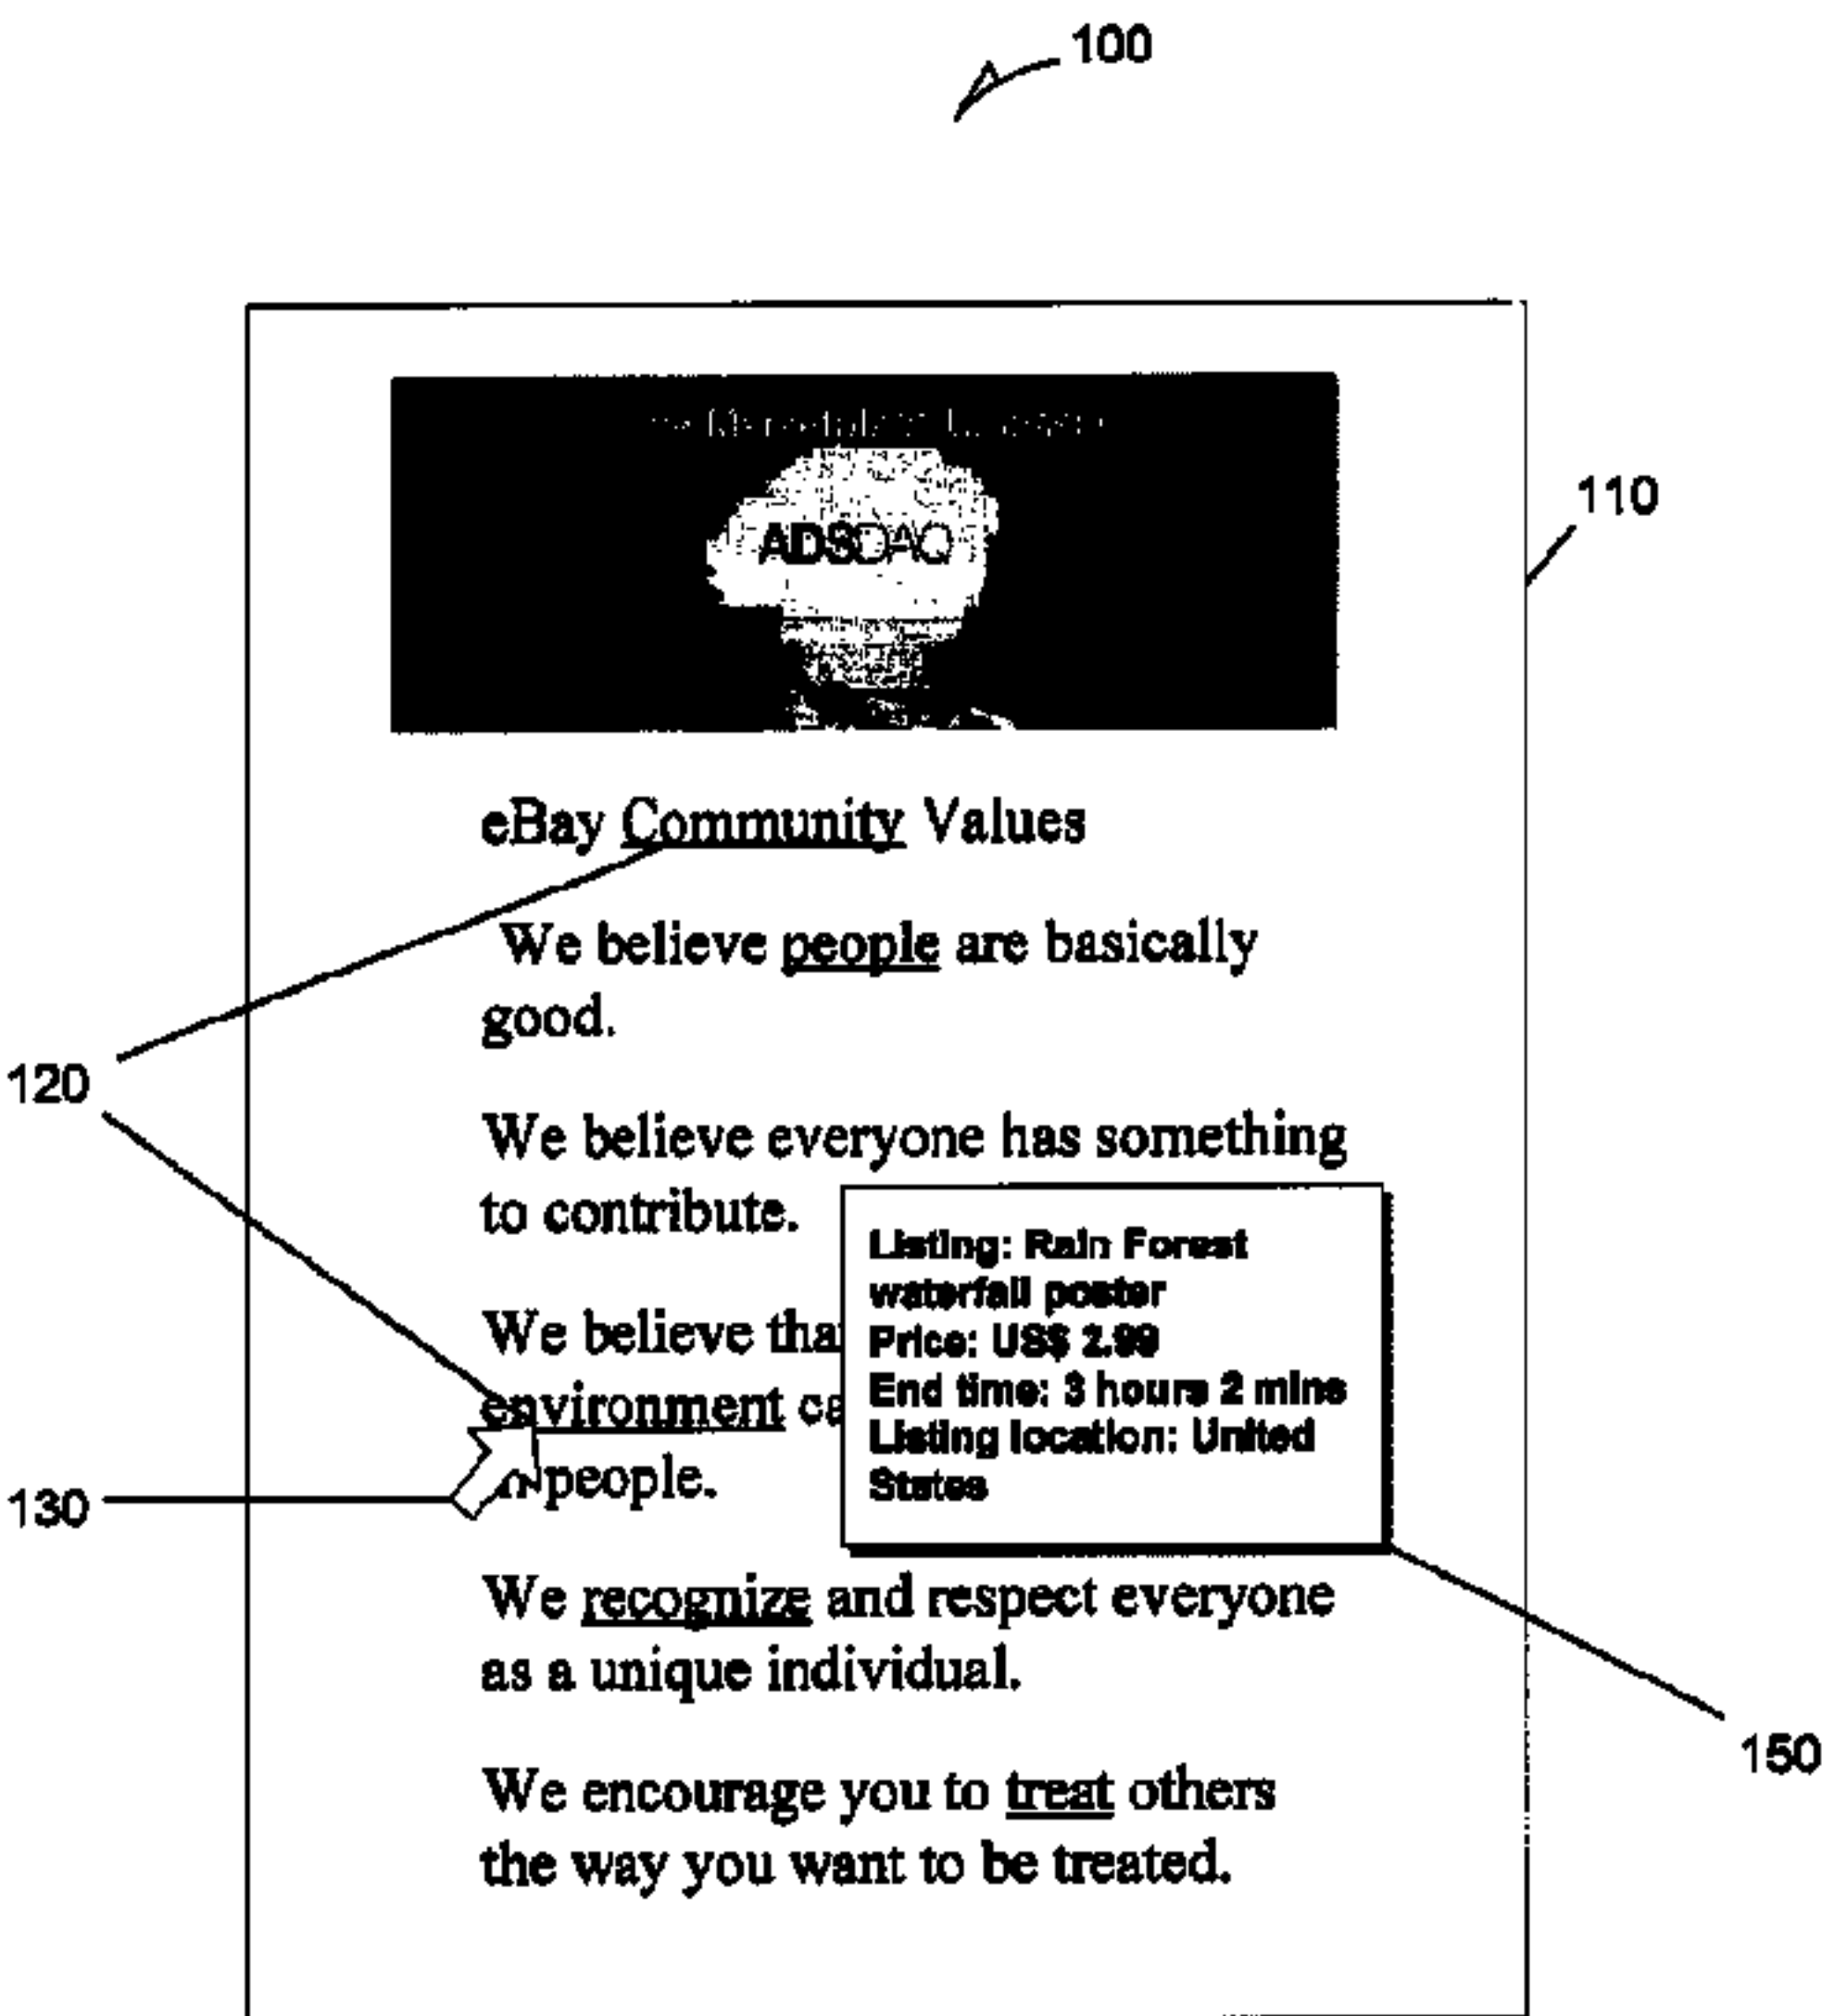 100
ADSDAQ
110
eBay Community Values
We believe people are basically
good.
120
We believe everyone has something
to contribute.
Listing: Rain Forest
waterfall poster
Price: US$ 2.99
End time: 3 hours 2 mins
Listing location: United
States
We believe
environment
people.
130
We recognize and respect everyone
as a unique individual.
150
We encourage you to treat others
the way you want to be treated.